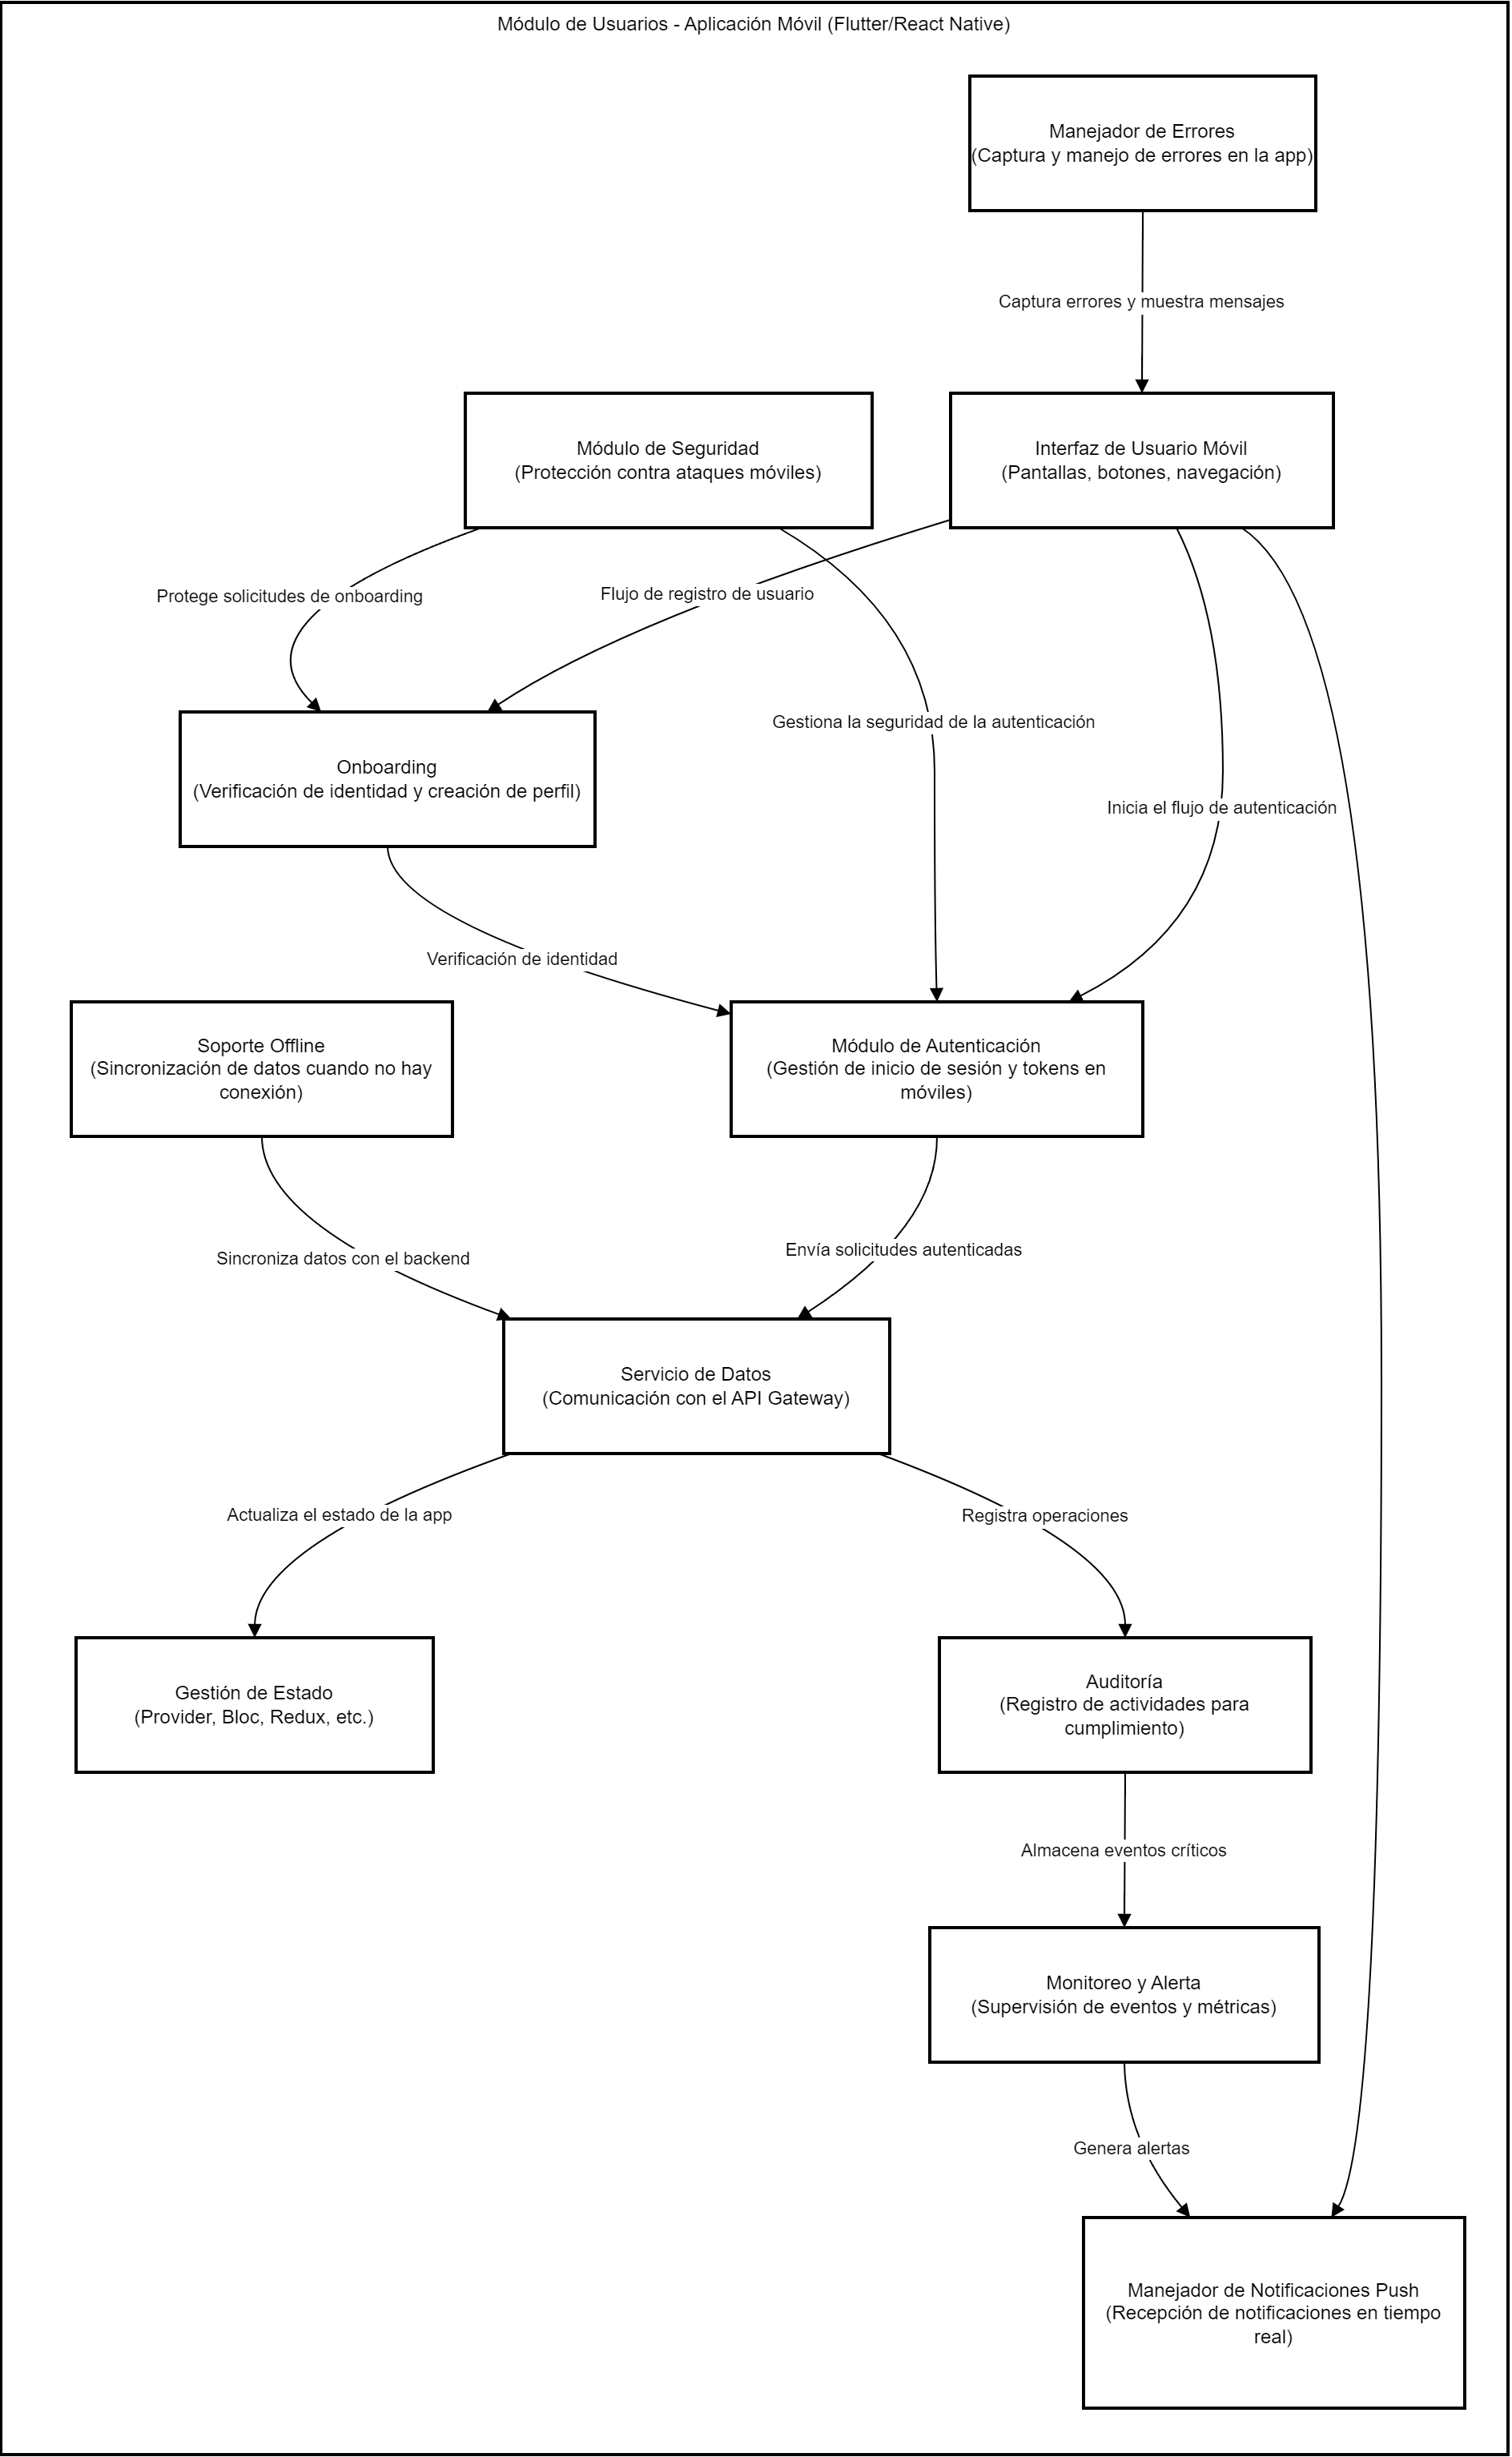 Módulo de Usuarios - Aplicación Móvil (Flutter/React Native)
Manejador de Errores
(Captura y manejo de errores en la app)
Captura errores y muestra mensajes
Módulo de Seguridad
(Protección contra ataques móviles)
Interfaz de Usuario Móvil
(Pantallas, botones, navegación)
Protege solicitudes de onboarding
Flujo de registro de usuario
Gestiona la seguridad de la autenticación
Onboarding
(Verificación de identidad y creación de perfil)
Inicia el flujo de autenticación
Verificación de identidad
Soporte Offline
(Sincronización de datos cuando no hay
conexión)
Módulo de Autenticación
(Gestión de inicio de sesión y tokens en
móviles)
Sincroniza datos con el backend
Envía solicitudes autenticadas
Servicio de Datos
(Comunicación con el API Gateway)
Actualiza el estado de la app
Registra operaciones
Gestión de Estado
(Provider, Bloc, Redux, etc.)
Auditoría
(Registro de actividades para
cumplimiento)
Almacena eventos críticos
Monitoreo y Alerta
(Supervisión de eventos y métricas)
Genera alertas
Manejador de Notificaciones Push
(Recepción de notificaciones en tiempo
real)